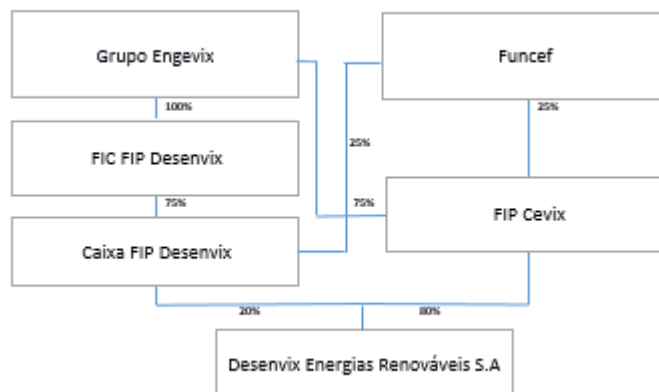 Grupo Engevix
Funcef
100%
25%
FIC FIP Desenvix
25%
75%
75%
FIP Cevix
Caixa FIP Desenvix
20%
80%
Desenvix Energias Renováveis S.A